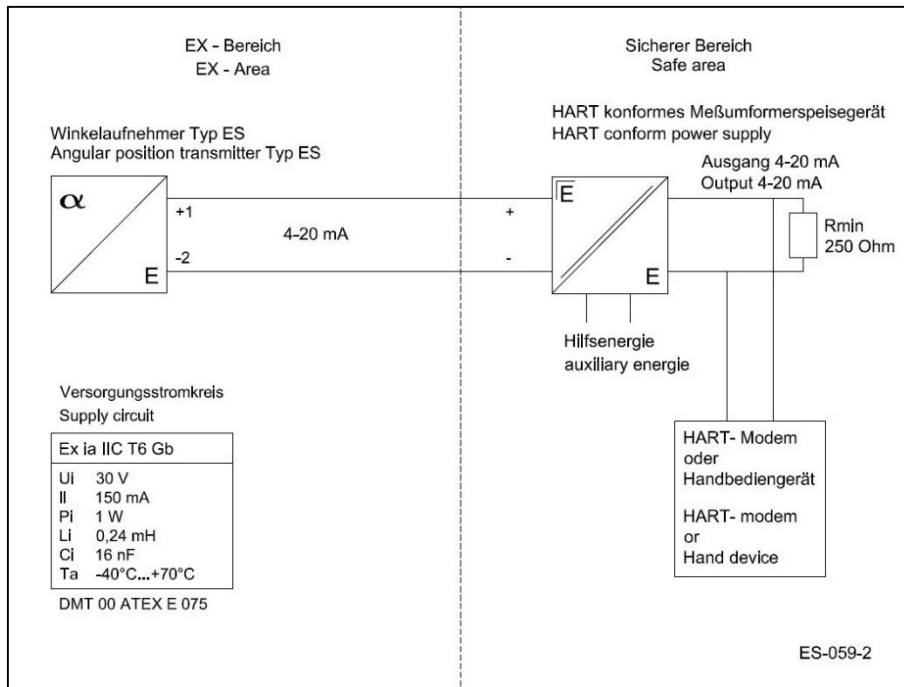 EX - Bereich
EX - Area
Sicherer Bereich
Safe area
Winkelaufnehmer Typ ES
Angular position transmitter Typ ES
HART konformes Meßumformerspeisegerät
HART conform power supply
Ausgang 4-20 mA
Output 4-20 mA
α
E
+1
-2
4-20 mA
+
-
E
E
Rmin
250 Ohm
Hilfsenergie
auxiliary energie
Versorgungsstromkreis
Supply circuit
Ex ia IIC T6 Gb
Ui 30 V
II 150 mA
Pi 1 W
Li 0,24 mH
Ci 16 nF
Ta -40°C...+70°C
DMT 00 ATEX E 075
HART- Modem
oder
Handbediengerät
HART- modem
or
Hand device
ES-059-2